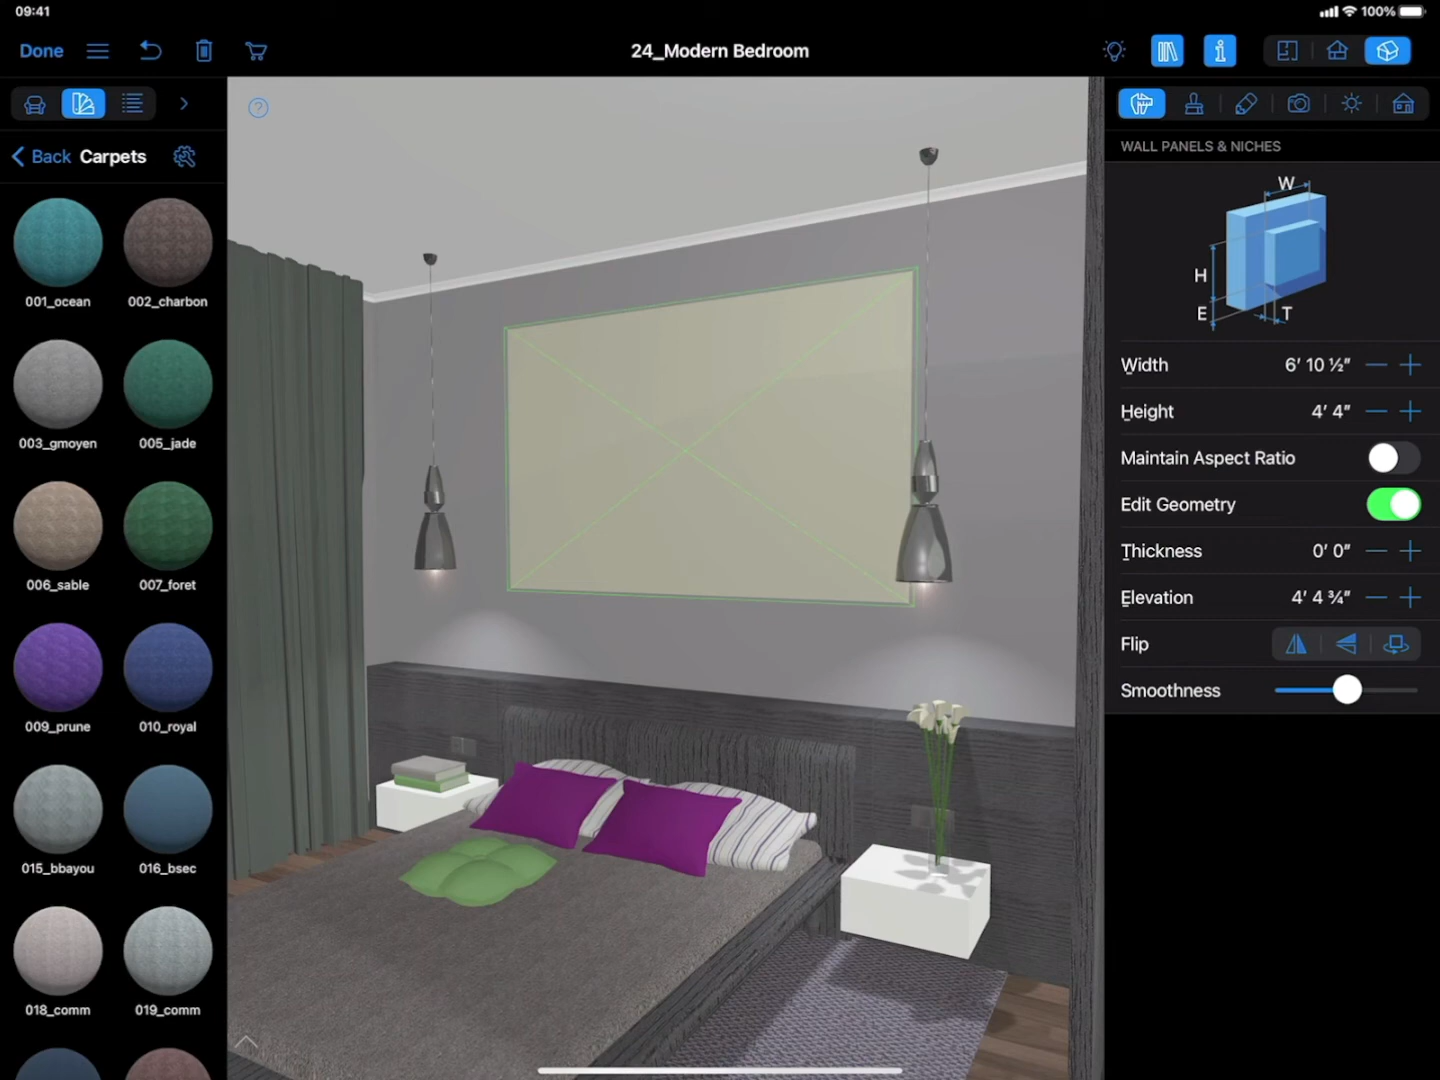 09:41
100%
Done
24_Modern Bedroom
Back
Carpets
001_ocean
002_charbon
003_gmoyen
005_jade
006_sable
007_foret
009_prune
010_royal
015_bbayou
016_bsec
018_comm
019_comm
WALL PANELS & NICHES
W
H
E
T
Width
6′ 10 ½″
Height
4′ 4″
Maintain Aspect Ratio
Edit Geometry
Thickness
0′ 0″
Elevation
4′ 4 ¾″
Flip
Smoothness